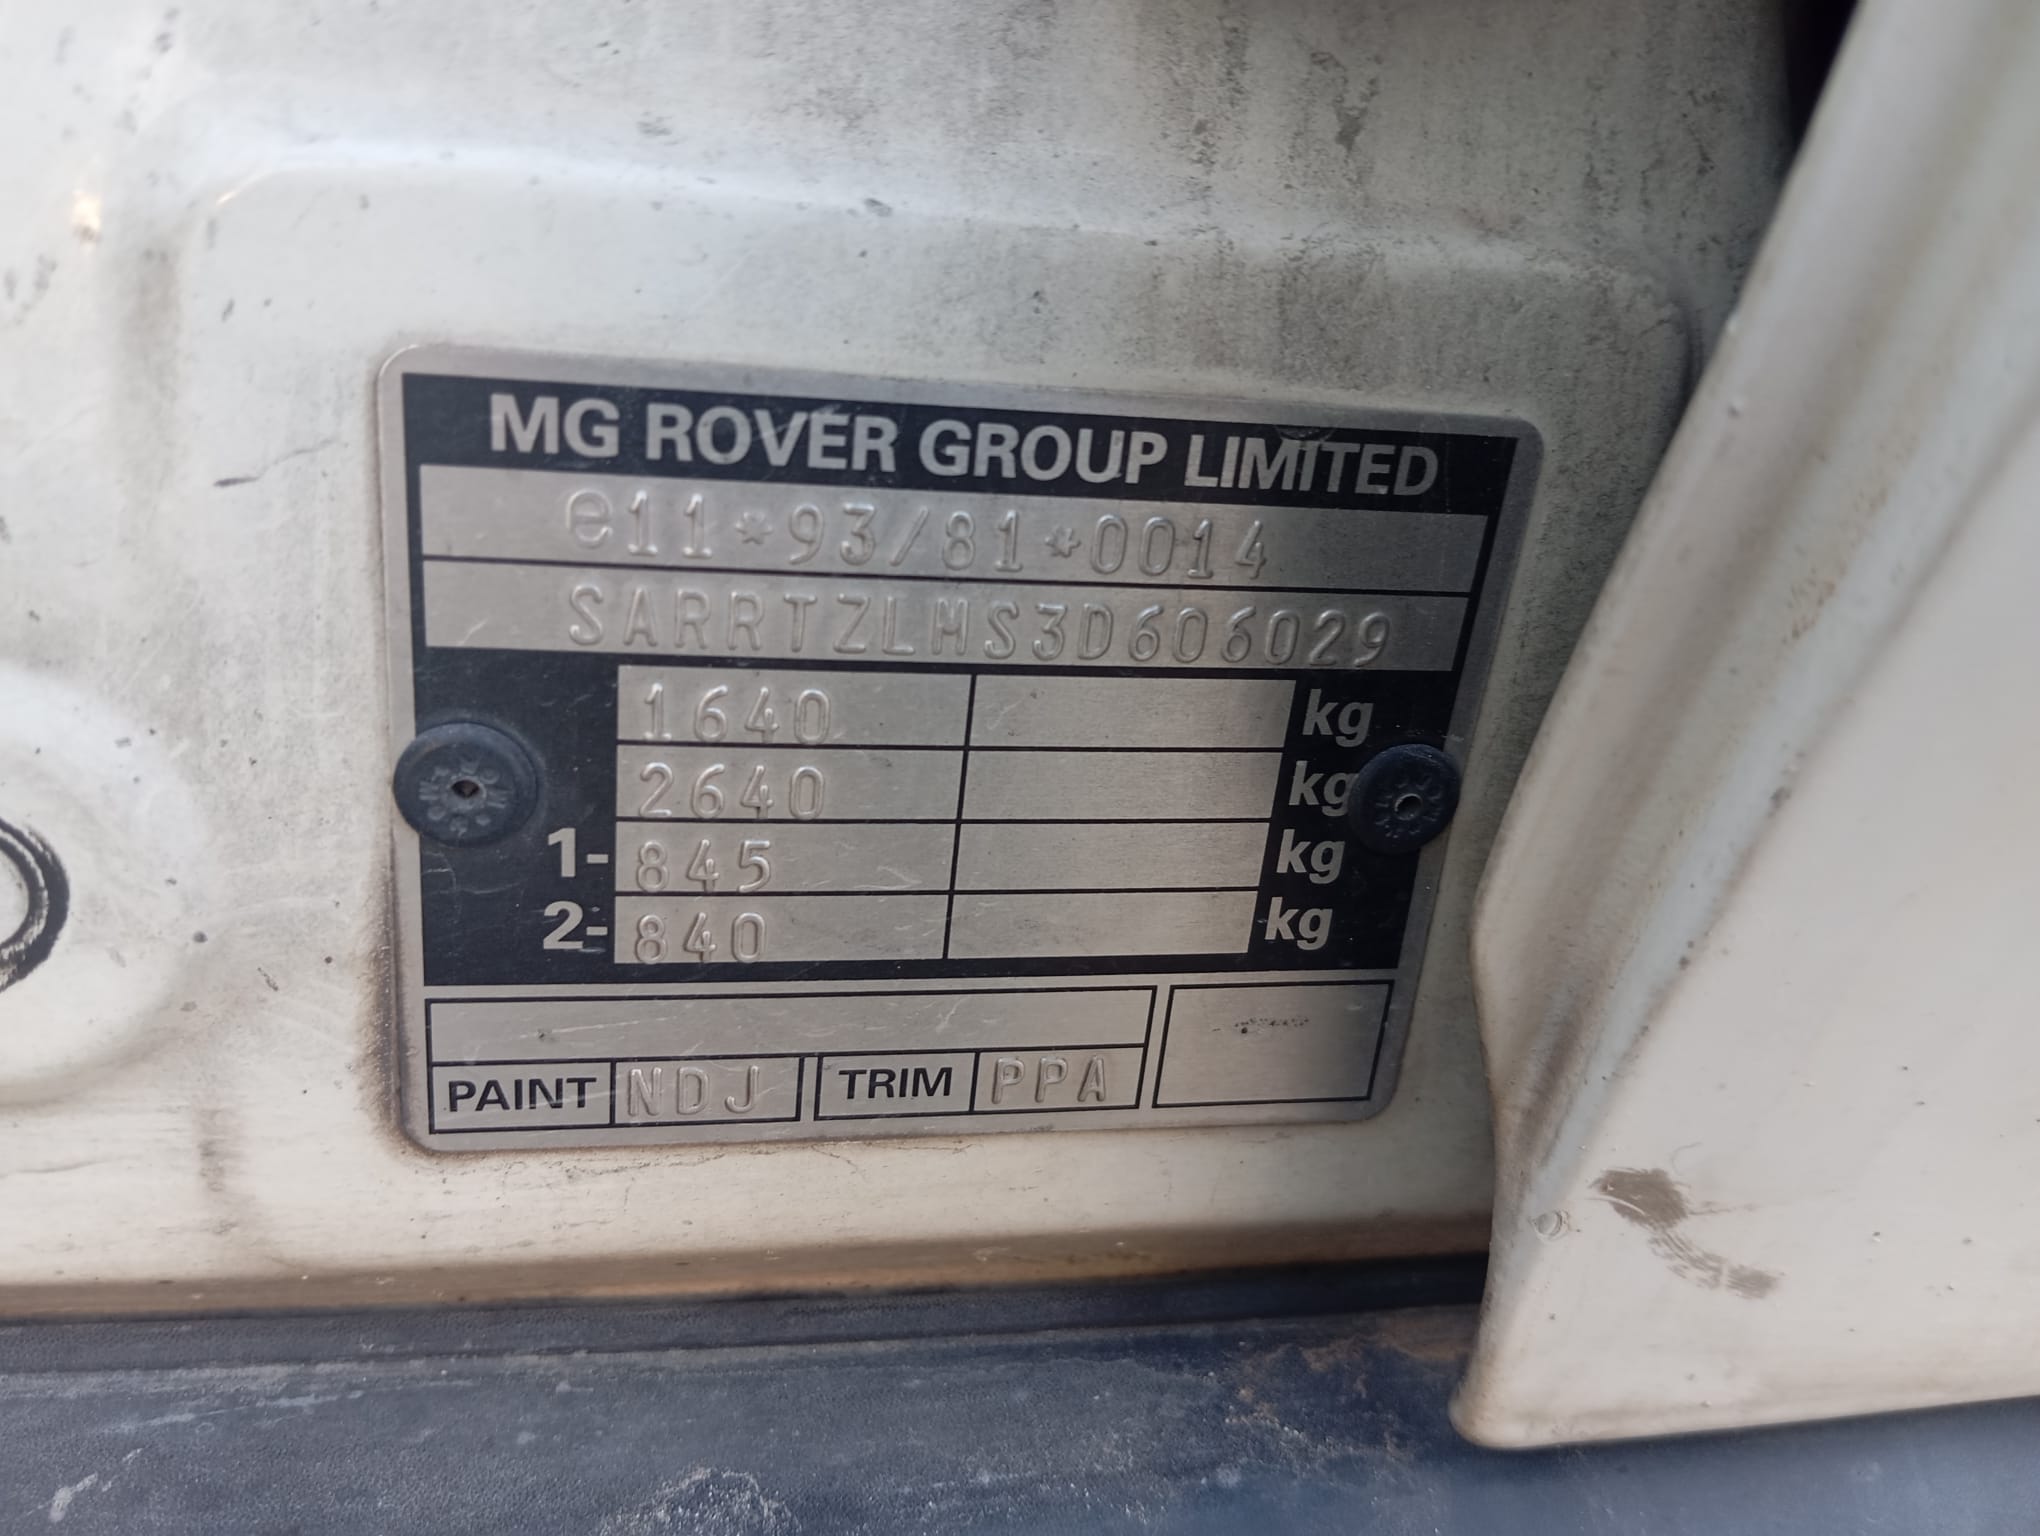 MG ROVER GROUP LIMITED
e11*93/81*0014
SARRTZLMS3D606029
1640 kg
2640 kg
1- 845 kg
2- 840 kg
PAINT NDJ TRIM PPA